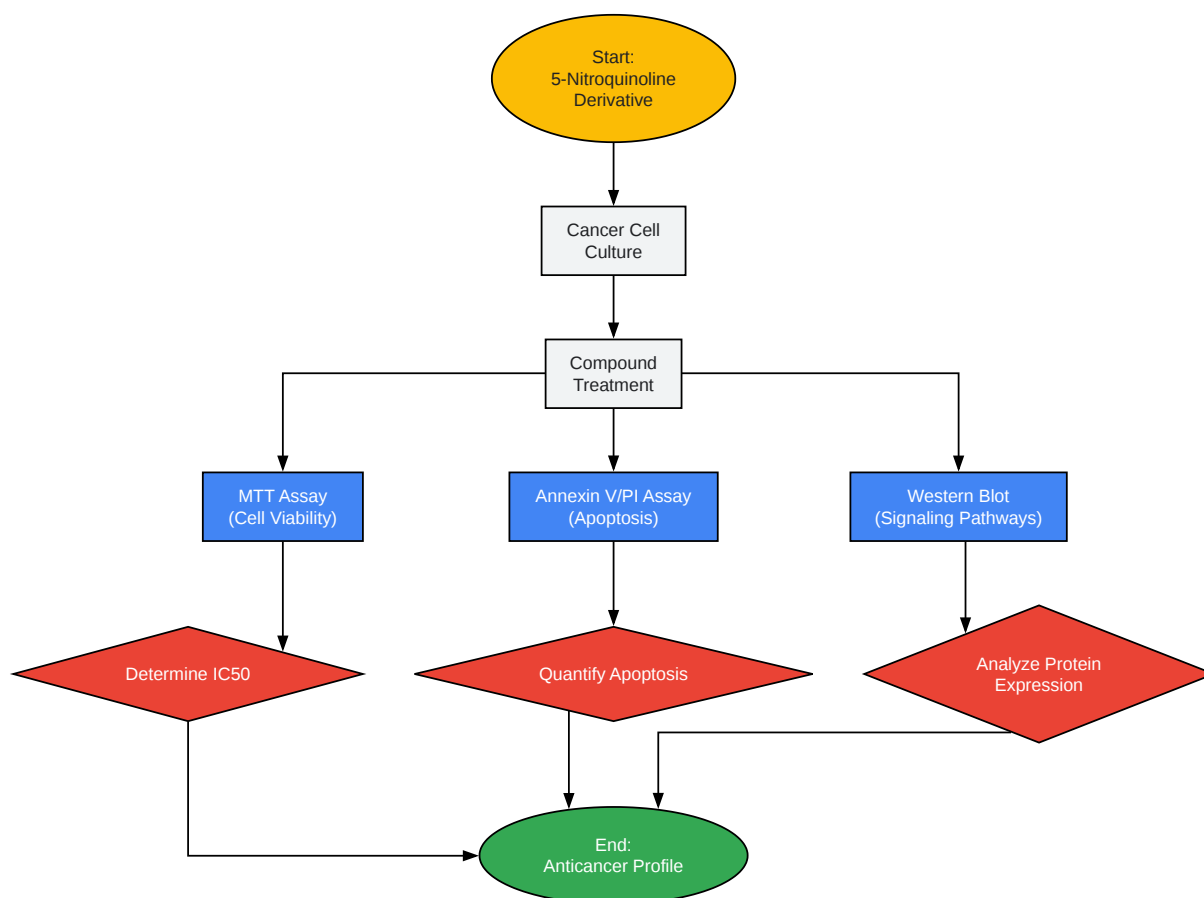 Start:
5-Nitroquinoline
Derivative
Cancer Cell
Culture
Compound
Treatment
MTT Assay
(Cell Viability)
Annexin V/PI Assay
(Apoptosis)
Western Blot
(Signaling Pathways)
Determine IC50
Quantify Apoptosis
Analyze Protein
Expression
End:
Anticancer Profile